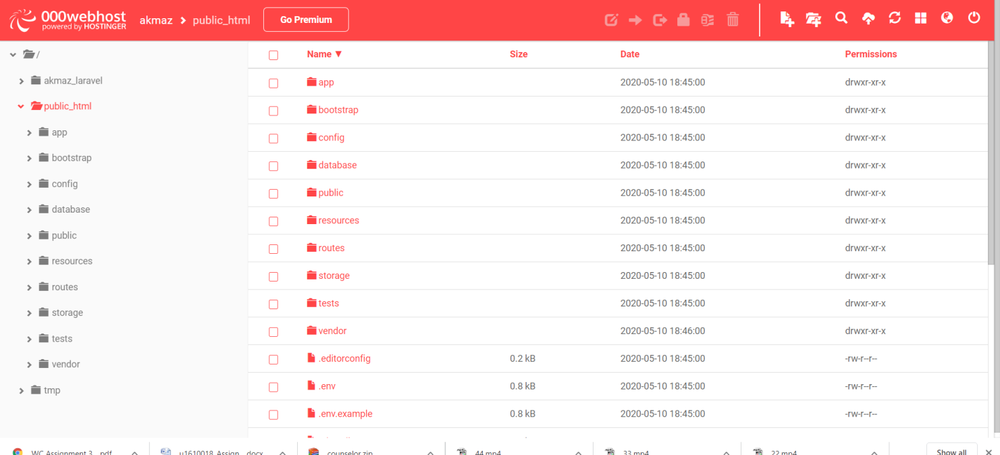 000webhost
powered by HOSTINGER
akmaz > public_html
Go Premium
/
akmaz_laravel
public_html
app
bootstrap
config
database
public
resources
routes
storage
tests
vendor
tmp
Name ▼ Size Date Permissions
app 2020-05-10 18:45:00 drwxr-xr-x
bootstrap 2020-05-10 18:45:00 drwxr-xr-x
config 2020-05-10 18:45:00 drwxr-xr-x
database 2020-05-10 18:45:00 drwxr-xr-x
public 2020-05-10 18:45:00 drwxr-xr-x
resources 2020-05-10 18:45:00 drwxr-xr-x
routes 2020-05-10 18:45:00 drwxr-xr-x
storage 2020-05-10 18:45:00 drwxr-xr-x
tests 2020-05-10 18:45:00 drwxr-xr-x
vendor 2020-05-10 18:46:00 drwxr-xr-x
.editorconfig 0.2 kB 2020-05-10 18:45:00 -rw-r--r--
.env 0.8 kB 2020-05-10 18:45:00 -rw-r--r--
.env.example 0.8 kB 2020-05-10 18:45:00 -rw-r--r--
WC Assignment 3....pdf
u1610018_Assign....docx
counselor.zip
44.mp4
33.mp4
22.mp4
Show all